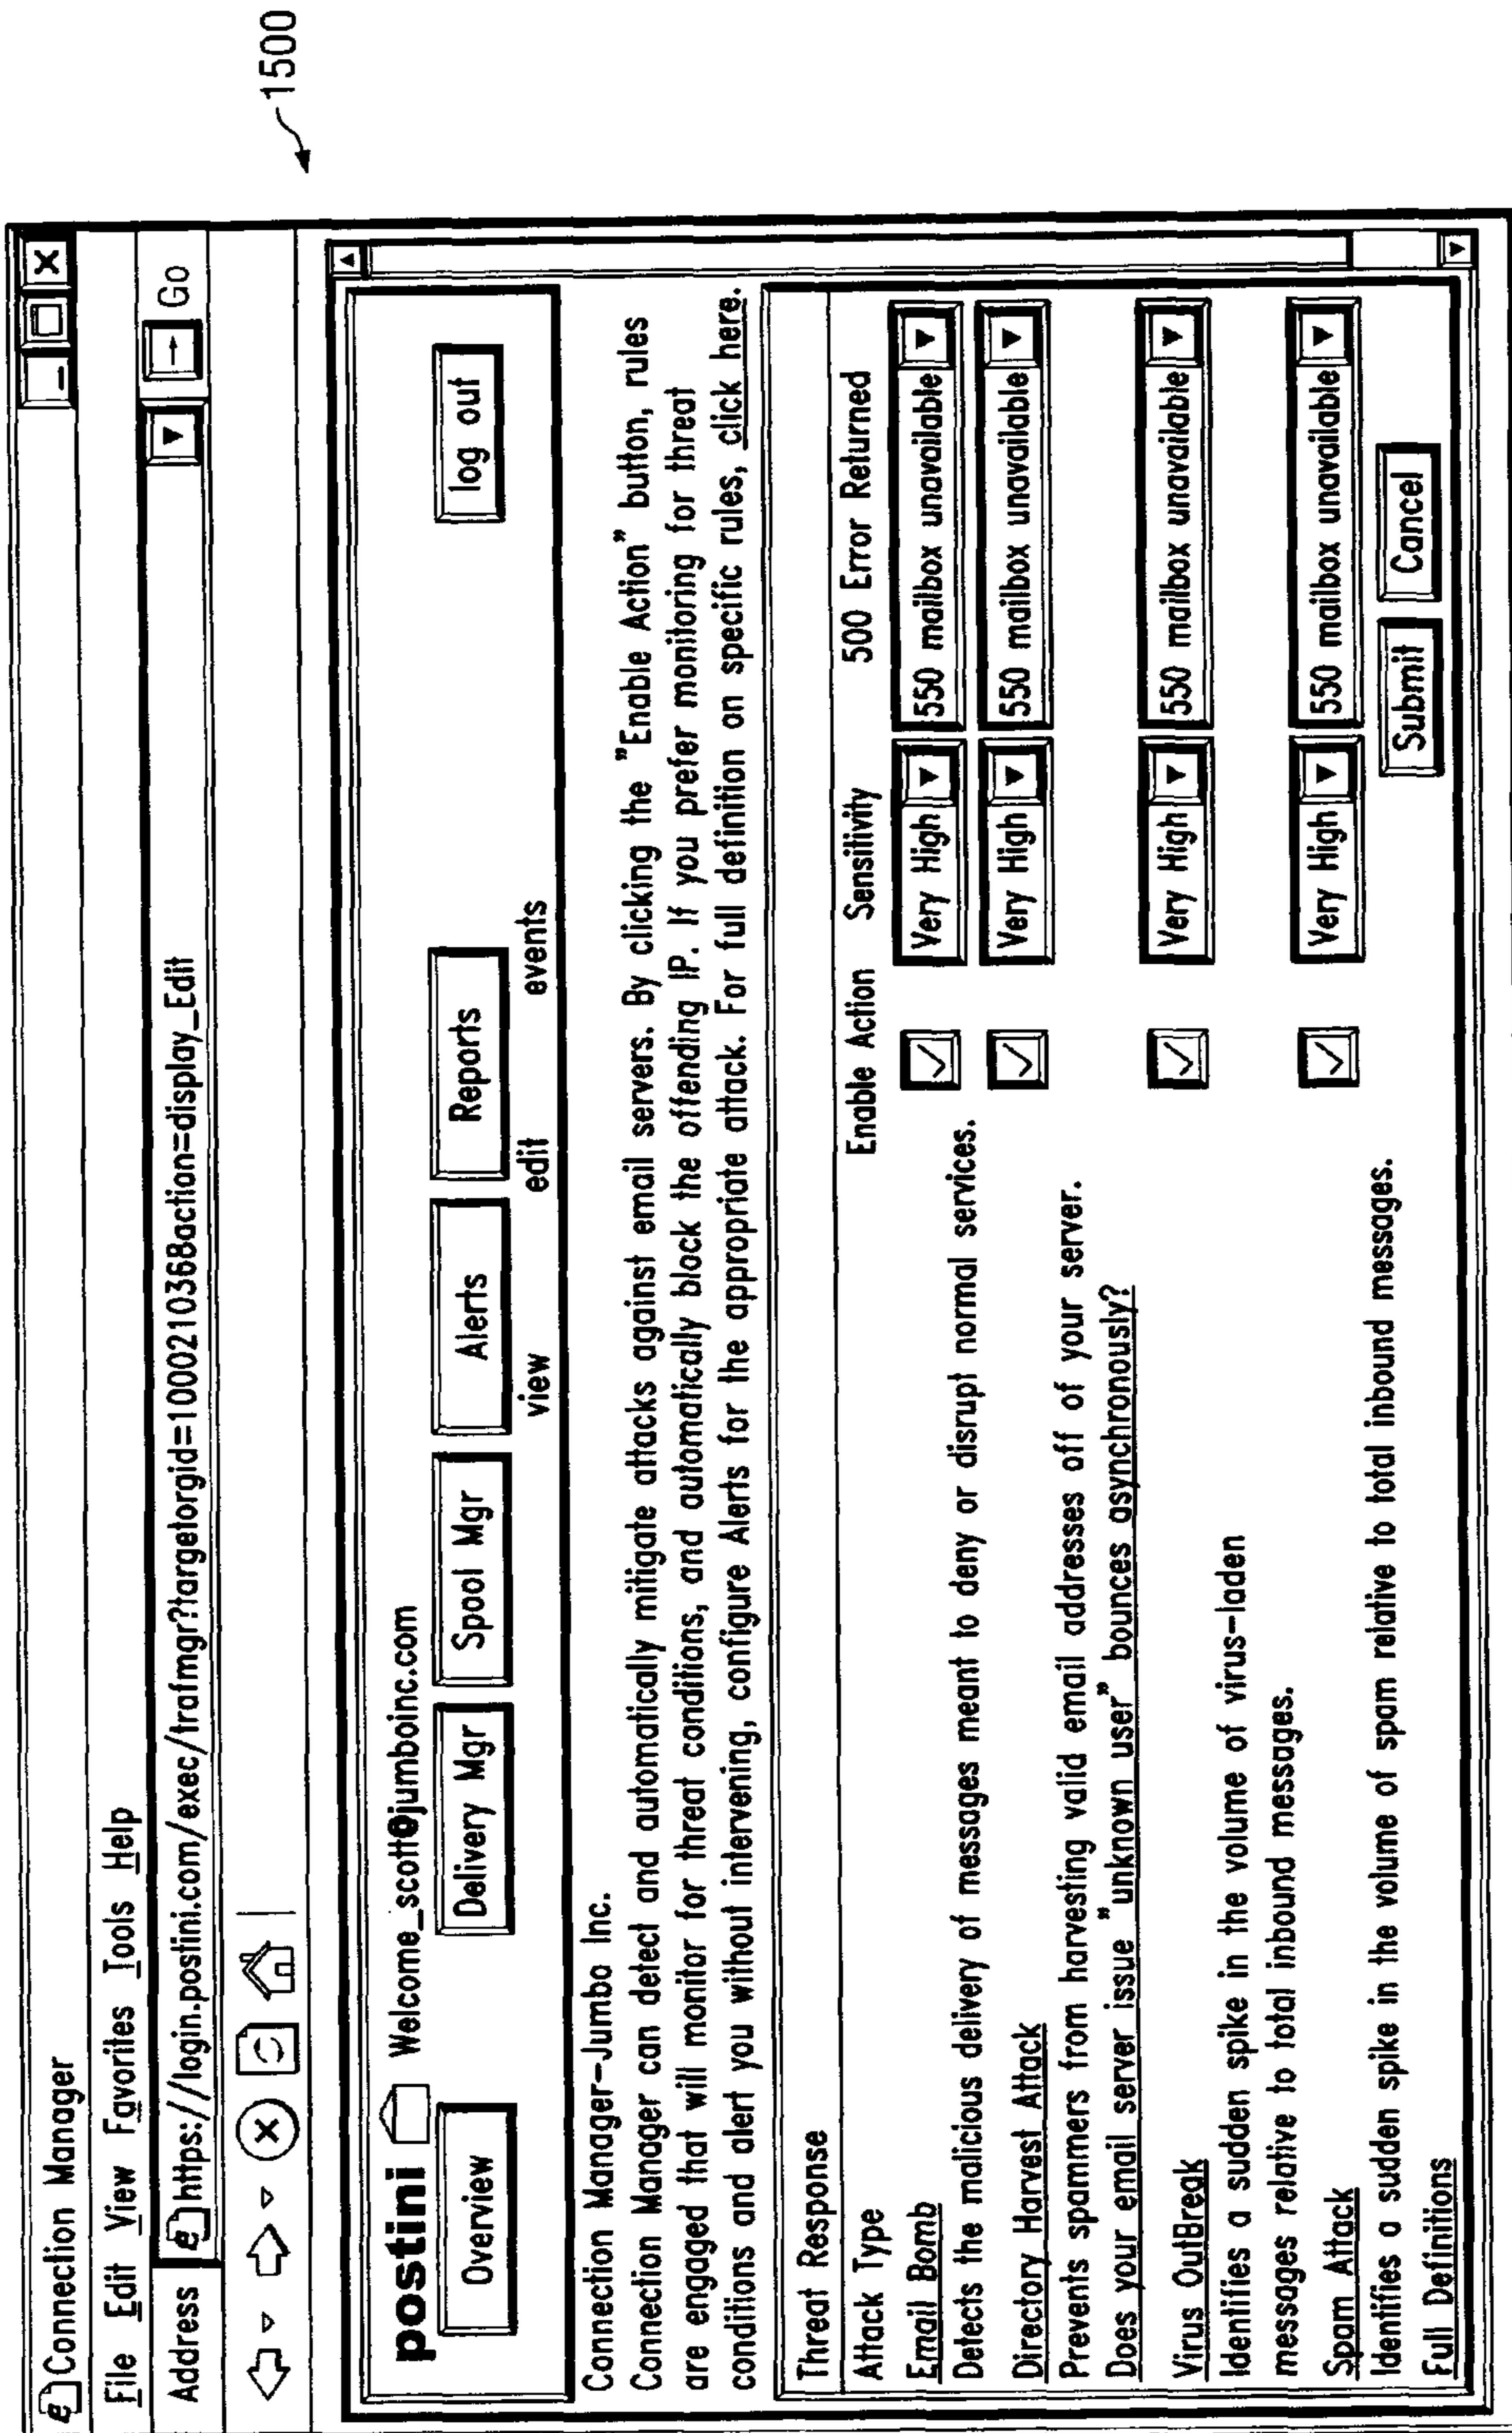 1500
Connection Manager
File Edit View Favorites Tools Help
Address https://login.postini.com/exec/trafmgr?targetorgid=100021036&action=display_Edit Go
postini Welcome_scott@jumboinc.com
Overview Delivery Mgr Spool Mgr Alerts Reports log out
view edit events
Connection Manager-Jumbo Inc.
Connection Manager can detect and automatically mitigate attacks against email servers. By clicking the "Enable Action" button, rules
are engaged that will monitor for threat conditions, and automatically block the offending IP. If you prefer monitoring for threat
conditions and alert you without intervening, configure Alerts for the appropriate attack. For full definition on specific rules, click here.
Threat Response
Attack Type Enable Action Sensitivity 500 Error Returned
Email Bomb Very High 550 mailbox unavailable
Detects the malicious delivery of messages meant to deny or disrupt normal services.
Directory Harvest Attack Very High 550 mailbox unavailable
Prevents spammers from harvesting valid email addresses off of your server.
Does your email server issue "unknown user" bounces asynchronously?
Virus OutBreak Very High 550 mailbox unavailable
Identifies a sudden spike in the volume of virus-laden
messages relative to total inbound messages.
Spam Attack Very High 550 mailbox unavailable
Identifies a sudden spike in the volume of spam relative to total inbound messages.
Full Definitions Submit Cancel